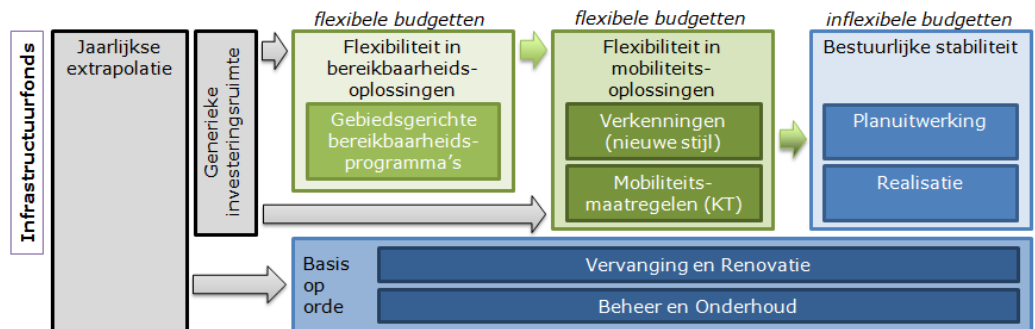 Infrastructuurfonds
Jaarlijkse
extrapolatie
Generieke
investeringsruimte
flexibele budgetten
Flexibiliteit in
bereikbaarheids-
oplossingen
Gebiedsgerichte
bereikbaarheids-
programma's
flexibele budgetten
Flexibiliteit in
mobiliteits-
oplossingen
Verkenningen
(nieuwe stijl)
Mobiliteits-
maatregelen (KT)
inflexibele budgetten
Bestuurlijke stabiliteit
Planuitwerking
Realisatie
Basis
op
orde
Vervanging en Renovatie
Beheer en Onderhoud